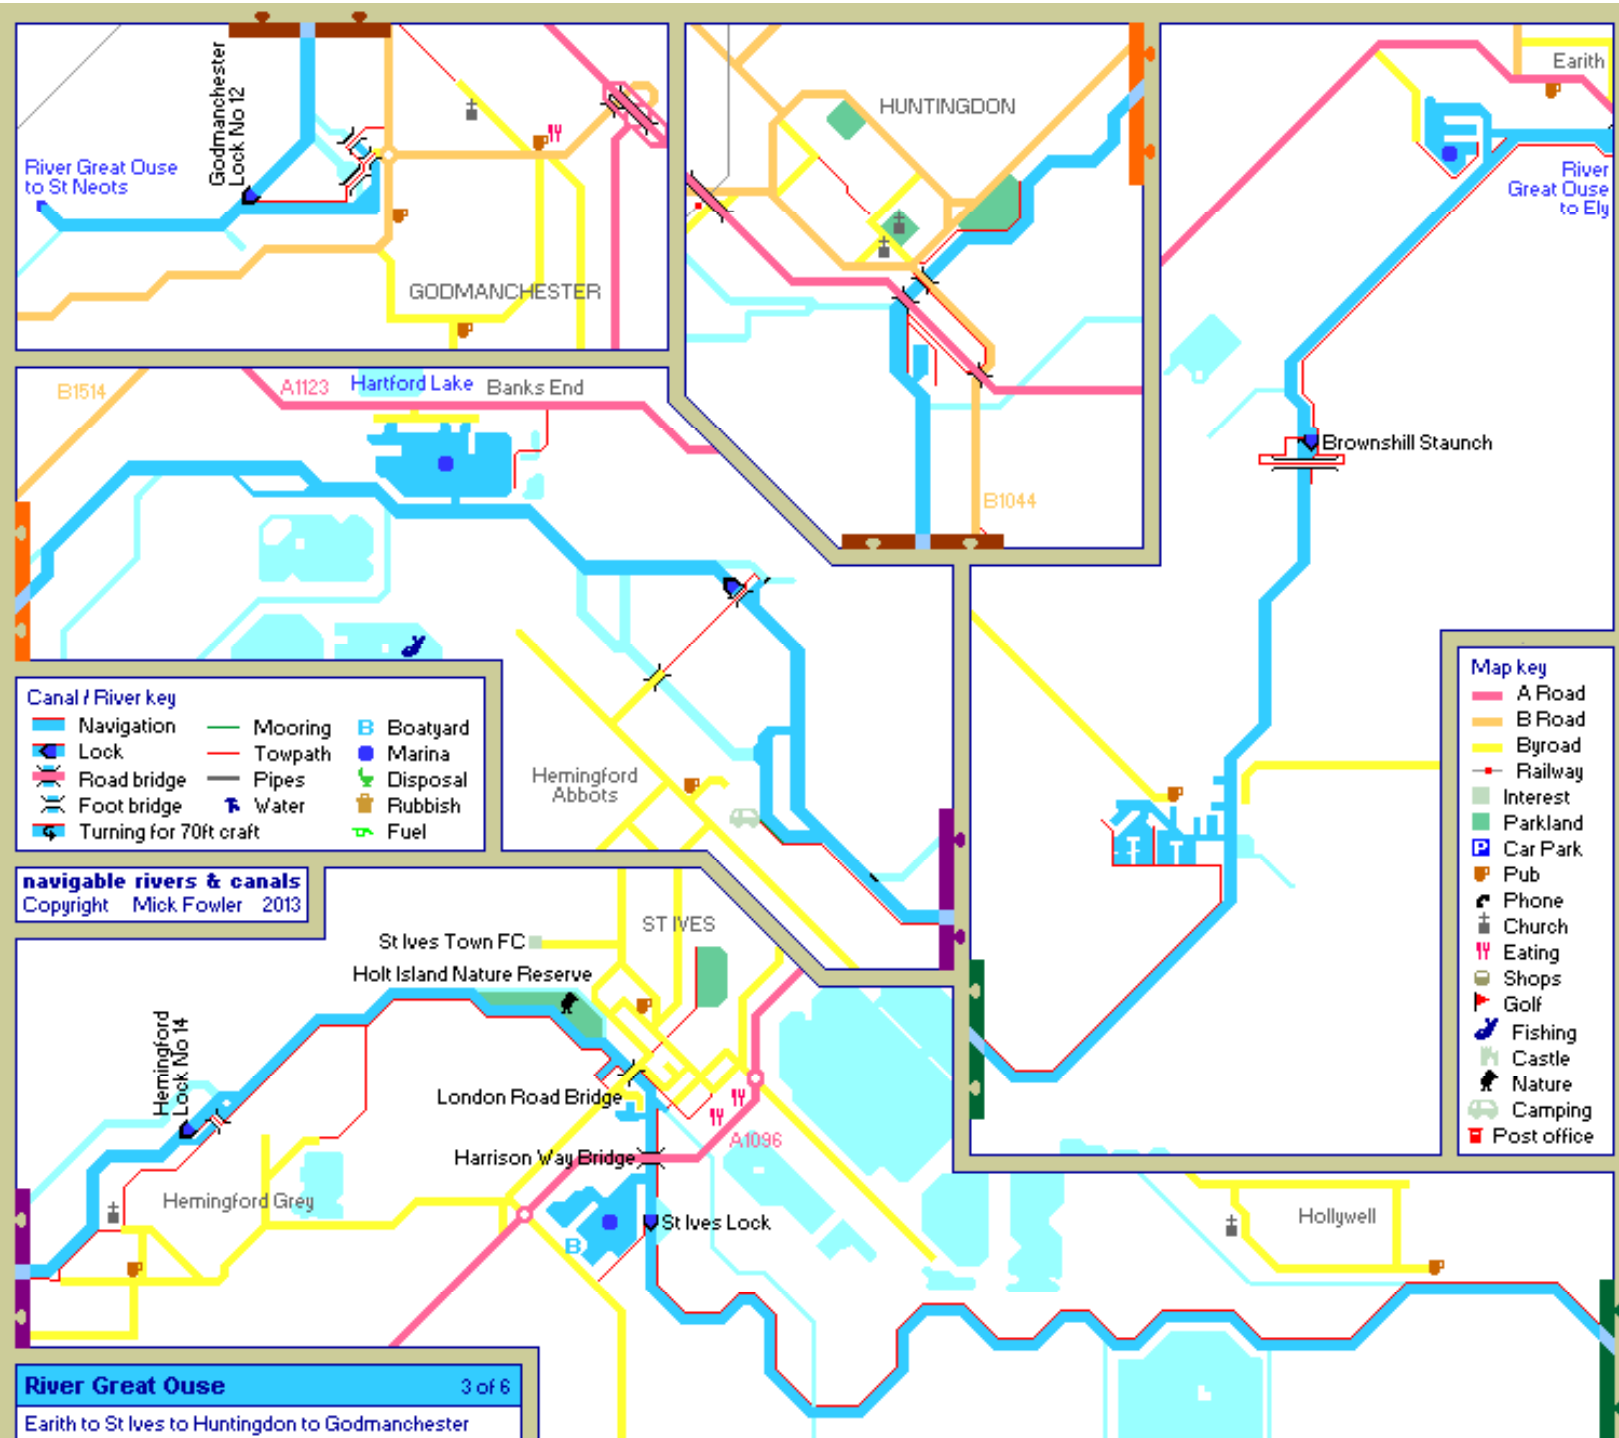 Godmanchester
Lock No 12
River Great Ouse
to St Neots
GODMANCHESTER
HUNTINGDON
B1044
Earith
River
Great Ouse
to Ely
Brownshill Staunch
B1514
A1123
Hartford Lake
Banks End
Hemingford
Abbots
Canal / River key
Navigation
Lock
Road bridge
Foot bridge
Turning for 70ft craft
Mooring
Towpath
Pipes
Water
B Boatyard
Marina
Disposal
Rubbish
Fuel
Map key
A Road
B Road
Byroad
Railway
Interest
Parkland
P Car Park
Pub
Phone
Church
Eating
Shops
Golf
Fishing
Castle
Nature
Camping
Post office
navigable rivers & canals
Copyright Mick Fowler 2013
St Ives Town FC
ST IVES
Holt Island Nature Reserve
Hemingford
Lock No 14
London Road Bridge
A1096
Harrison Way Bridge
Hemingford Grey
St Ives Lock
B
Hollywell
River Great Ouse 3 of 6
Earith to St Ives to Huntingdon to Godmanchester